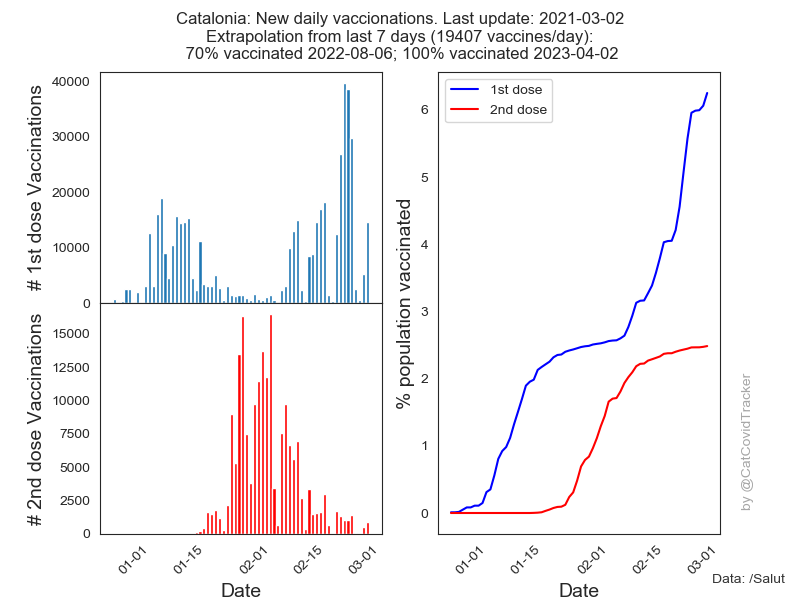 Catalonia: New daily vaccionations. Last update: 2021-03-02
Extrapolation from last 7 days (19407 vaccines/day):
70% vaccinated 2022-08-06; 100% vaccinated 2023-04-02
# 1st dose Vaccinations
40000
30000
20000
10000
0
# 2nd dose Vaccinations
15000
12500
10000
7500
5000
2500
0
01-01
01-15
02-01
02-15
03-01
Date
1st dose
2nd dose
% population vaccinated
6
5
4
3
2
1
0
01-01
01-15
02-01
02-15
03-01
Date
by @CatCovidTracker
Data: /Salut